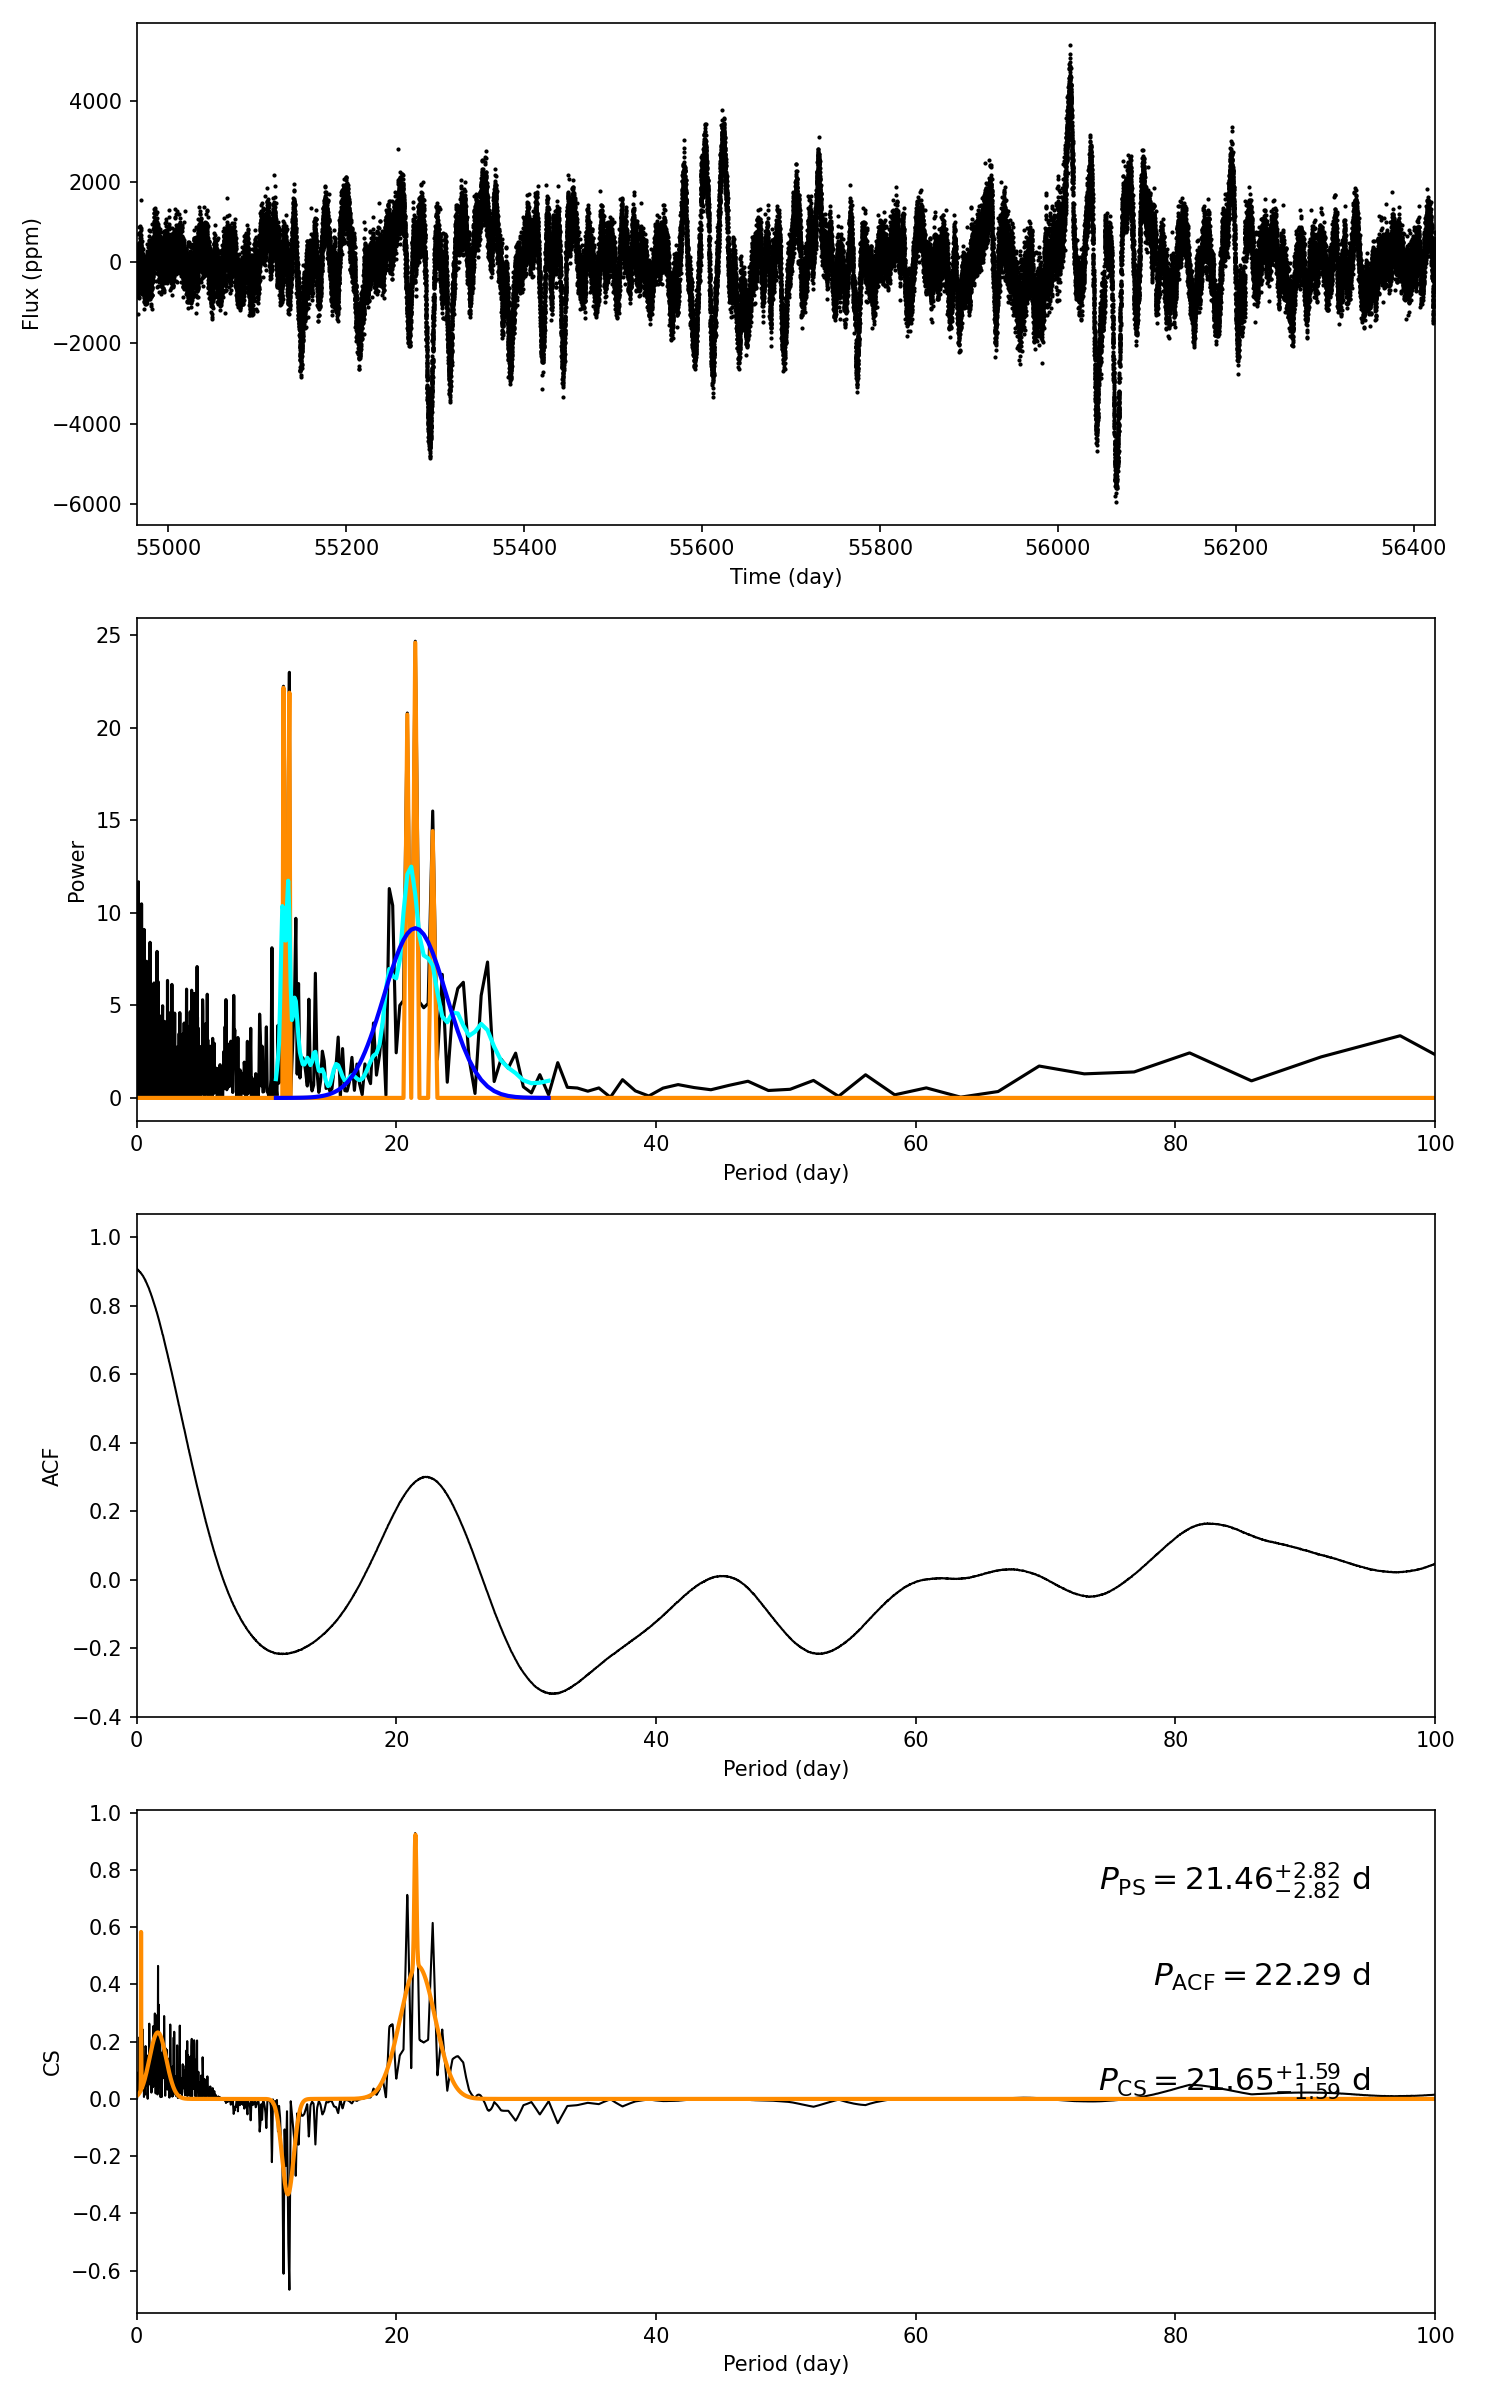 4000
2000
0
−2000
−4000
−6000
Flux (ppm)
55000 55200 55400 55600 55800 56000 56200 56400
Time (day)
25
20
15
10
5
0
Power
0 20 40 60 80 100
Period (day)
1.0
0.8
0.6
0.4
0.2
0.0
−0.2
−0.4
ACF
0 20 40 60 80 100
Period (day)
1.0
0.8
0.6
0.4
0.2
0.0
−0.2
−0.4
−0.6
CS
P_PS = 21.46 +2.82 −2.82 d
P_ACF = 22.29 d
P_CS = 21.65 +1.59 −1.59 d
0 20 40 60 80 100
Period (day)